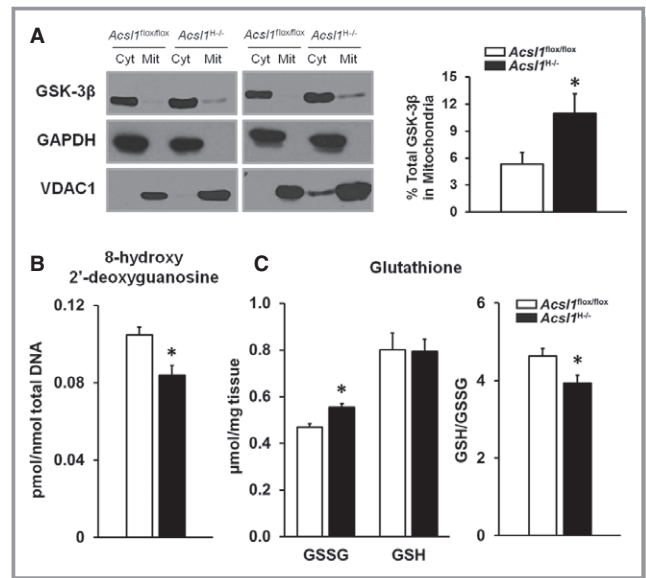 A
Acsl1flox/flox Acsl1H-/- Acsl1flox/flox Acsl1H-/-
Cyt Mit Cyt Mit Cyt Mit Cyt Mit
GSK-3β
GAPDH
VDAC1
Acsl1flox/flox
Acsl1H-/-
% Total GSK-3β
in Mitochondria
15
12
9
6
3
0
*
B
8-hydroxy
2'-deoxyguanosine
pmol/nmol total DNA
0.12
0.08
0.04
0
*
C
Glutathione
µmol/mg tissue
1.0
0.8
0.6
0.4
0.2
0.0
*
GSSG GSH
GSH/GSSG
6
4
2
0
Acsl1flox/flox
Acsl1H-/-
*